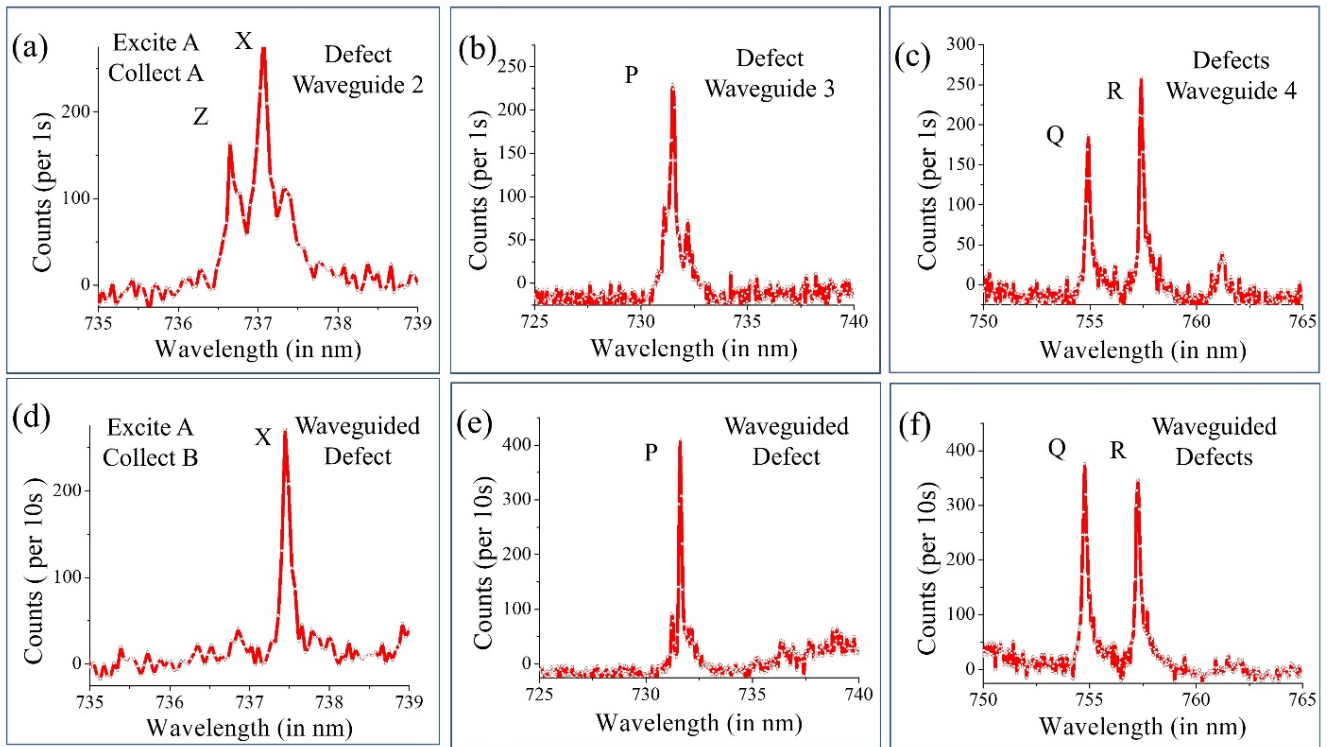 (a)
Excite A
Collect A
X
Z
Defect
Waveguide 2
Counts (per 1s)
200
100
0
735 736 737 738 739
Wavelength (in nm)
(b)
P
Defect
Waveguide 3
Counts (per 1s)
250
200
150
100
50
0
725 730 735 740
Wavelength (in nm)
(c)
Q
R
Defects
Waveguide 4
Counts (per 1s)
300
250
200
150
100
50
0
750 755 760 765
Wavelength (in nm)
(d)
Excite A
Collect B
X
Waveguided
Defect
Counts ( per 10s)
200
100
0
735 736 737 738 739
Wavelength (in nm)
(e)
P
Waveguided
Defect
Counts (per 10s)
400
300
200
100
0
725 730 735 740
Wavelength (in nm)
(f)
Q
R
Waveguided
Defects
Counts (per 10s)
400
300
200
100
0
750 755 760 765
Wavelength (in nm)